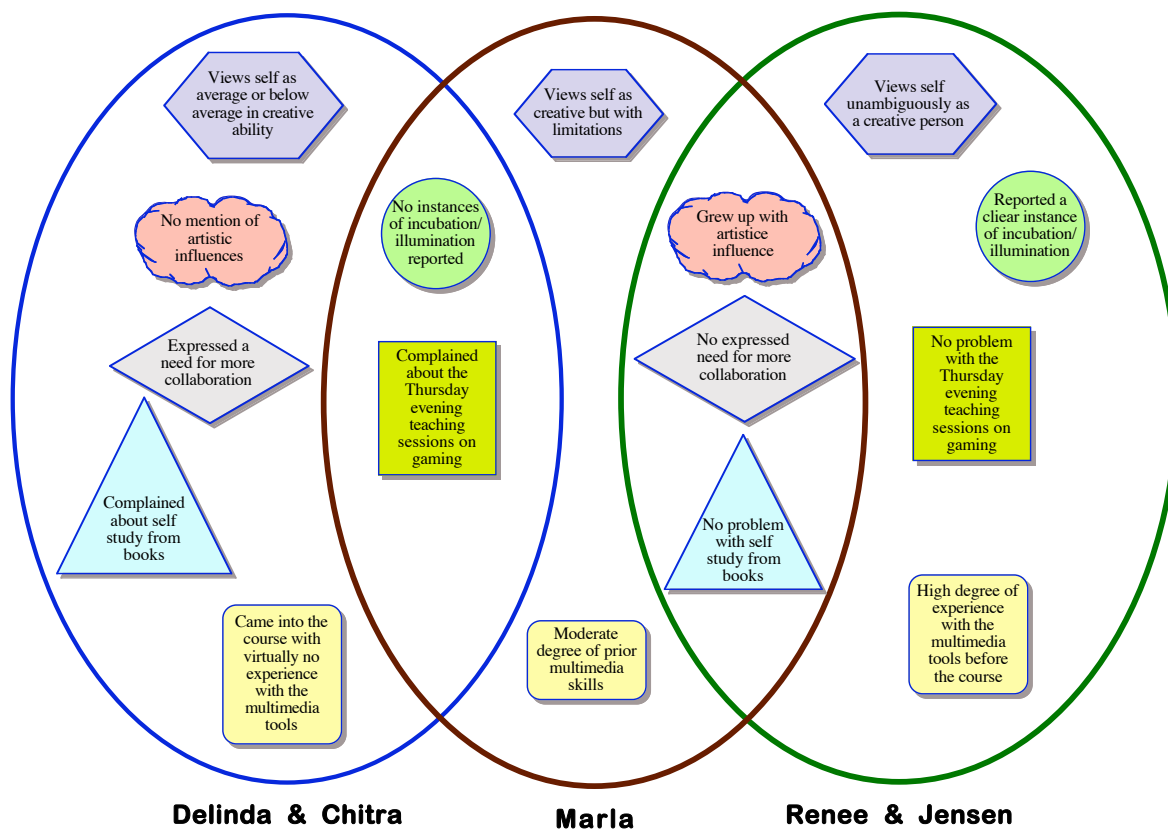 Views self as
average or below
average in creative
ability
Views self as
creative but with
limitations
Views self
unambiguously as
a creative person
No mention of
artistic
influences
No instances
of incubation/
illumination
reported
Grew up with
artistice
influence
Reported a
cliear instance
of incubation/
illumination
Expressed a
need for more
collaboration
Complained
about the
Thursday
evening
teaching
sessions on
gaming
No expressed
need for more
collaboration
No problem
with the
Thursday
evening
teaching
sessions on
gaming
Complained
about self
study from
books
No problem
with self
study from
books
Came into the
course with
virtually no
experience
with the
multimedia
tools
Moderate
degree of prior
multimedia
skills
High degree of
experience
with the
multimedia
tools before
the course
Delinda & Chitra
Marla
Renee & Jensen